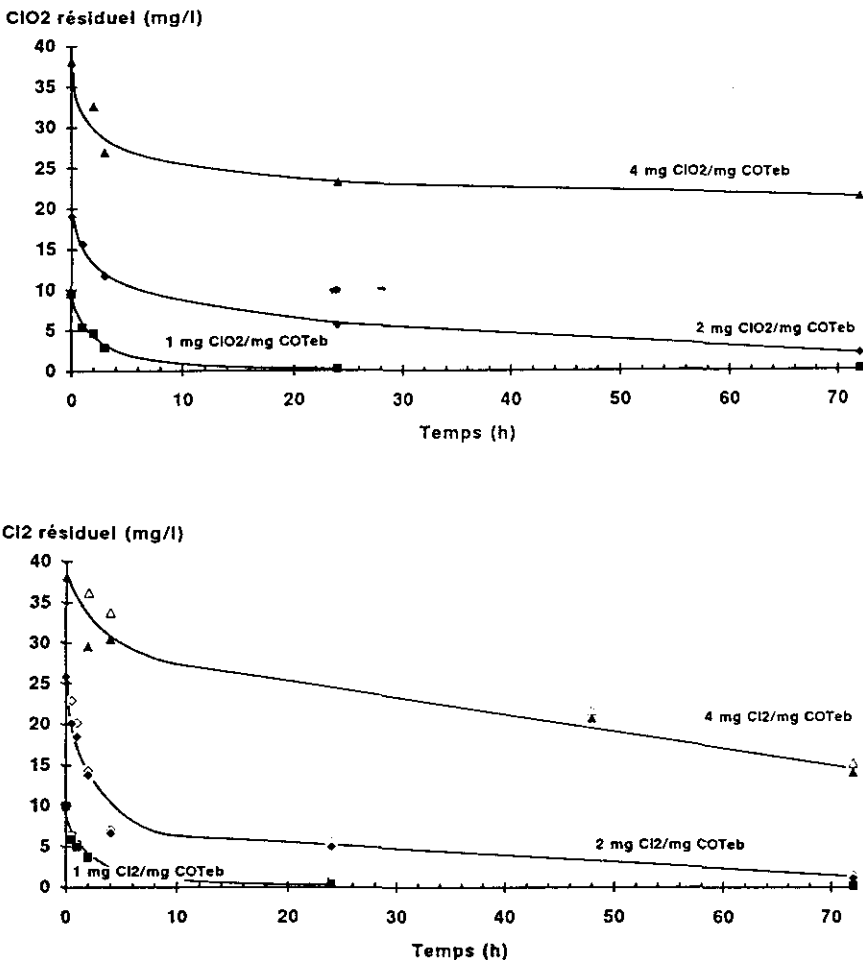 ClO2 résiduel (mg/l)
40
35
30
25
20
15
10
5
0
4 mg ClO2/mg COTeb
2 mg ClO2/mg COTeb
1 mg ClO2/mg COTeb
0 10 20 30 40 50 60 70
Temps (h)
Cl2 résiduel (mg/l)
40
35
30
25
20
15
10
5
0
4 mg Cl2/mg COTeb
2 mg Cl2/mg COTeb
1 mg Cl2/mg COTeb
0 10 20 30 40 50 60 70
Temps (h)